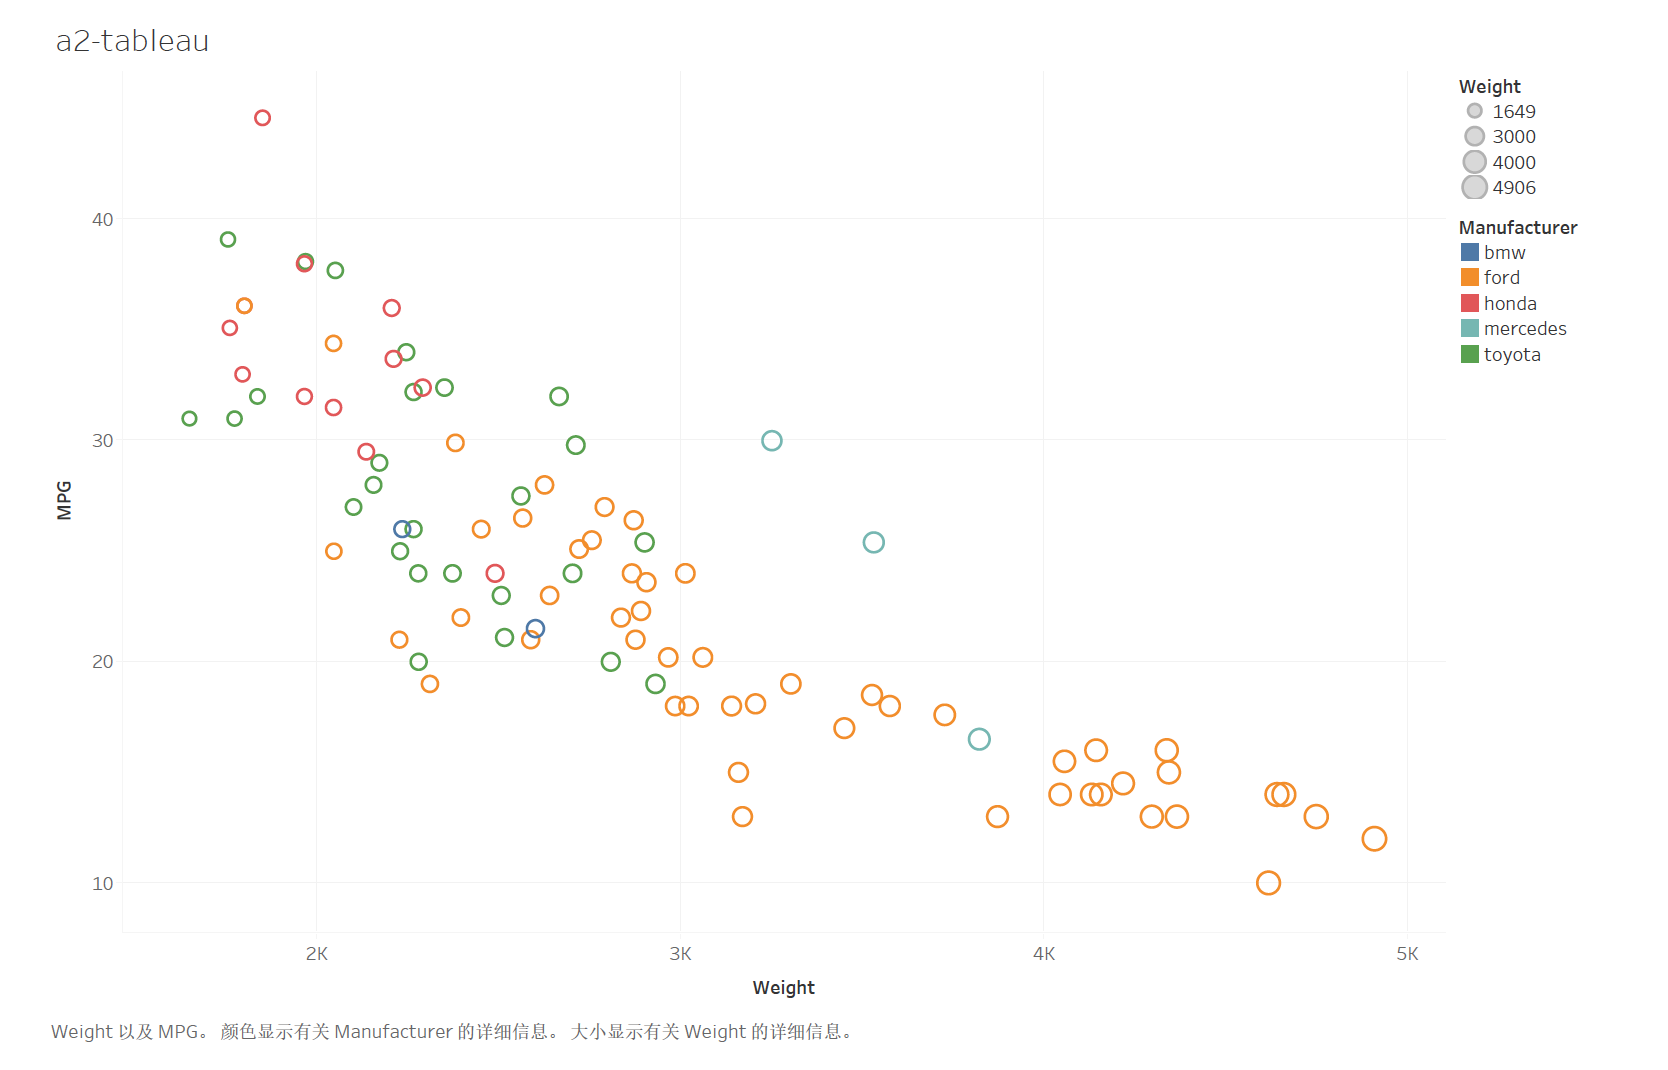 a2-tableau
Weight
1649
3000
4000
4906
Manufacturer
bmw
ford
honda
mercedes
toyota
MPG
40
30
20
10
2K
3K
4K
5K
Weight
Weight 以及 MPG。 颜色显示有关 Manufacturer 的详细信息。 大小显示有关 Weight 的详细信息。